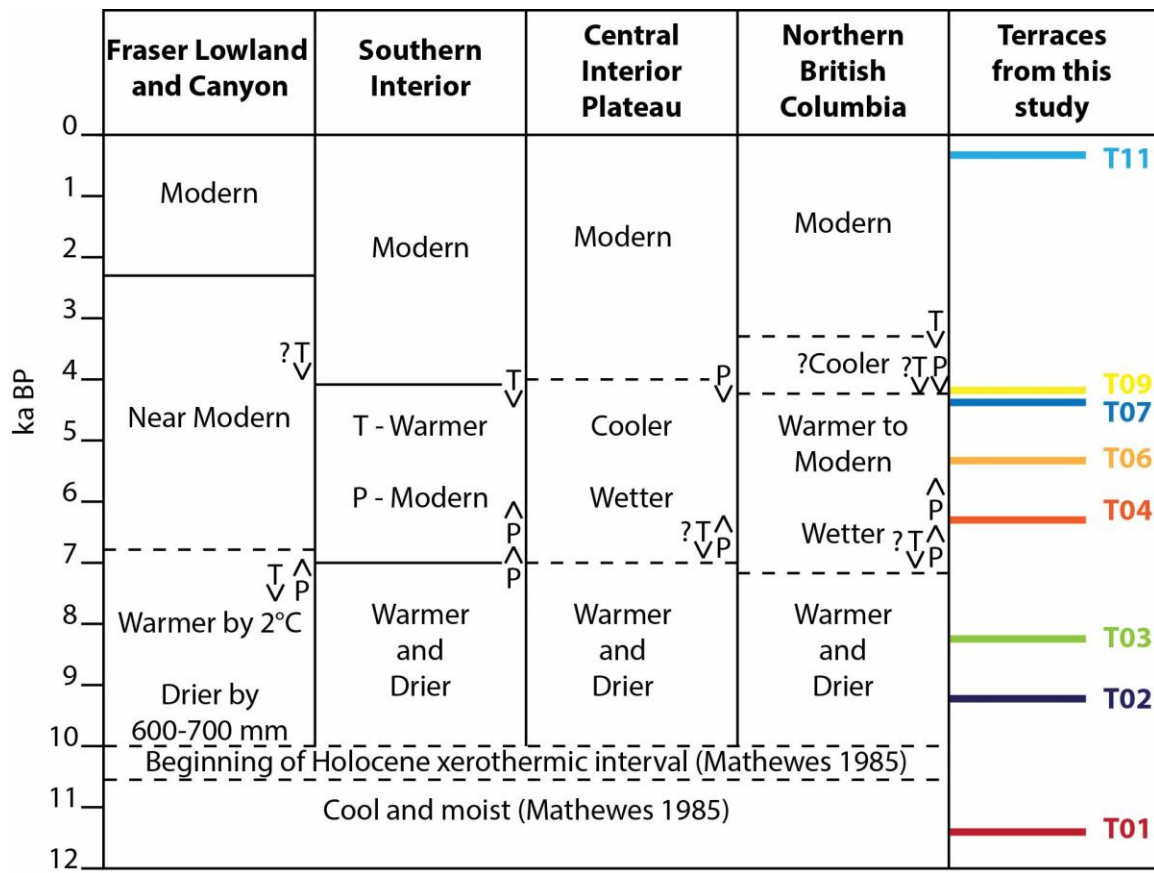 Fraser Lowland
and Canyon
Southern
Interior
Central
Interior
Plateau
Northern
British
Columbia
Terraces
from this
study
ka BP
0
1
2
3
4
5
6
7
8
9
10
11
12
Modern
?T
Near Modern
T P
Warmer by 2°C
Drier by
600-700 mm
Modern
T
T - Warmer
P - Modern
P
P
Warmer
and
Drier
Modern
P
Cooler
Wetter
?T P
Warmer
and
Drier
Modern
T
?Cooler ?T P
Warmer to
Modern
P
Wetter ?T P
Warmer
and
Drier
Beginning of Holocene xerothermic interval (Mathewes 1985)
Cool and moist (Mathewes 1985)
T11
T09
T07
T06
T04
T03
T02
T01